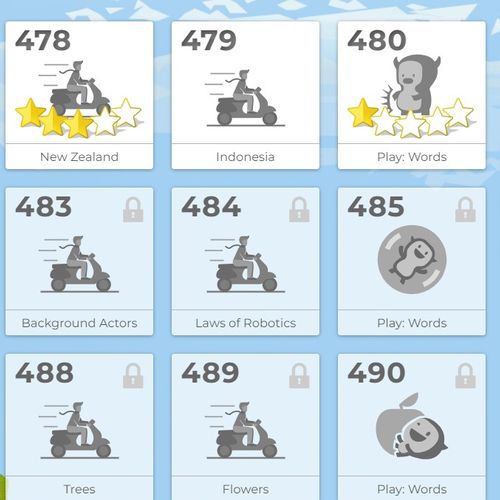 478
New Zealand
479
Indonesia
480
Play: Words
483
Background Actors
484
Laws of Robotics
485
Play: Words
488
Trees
489
Flowers
490
Play: Words